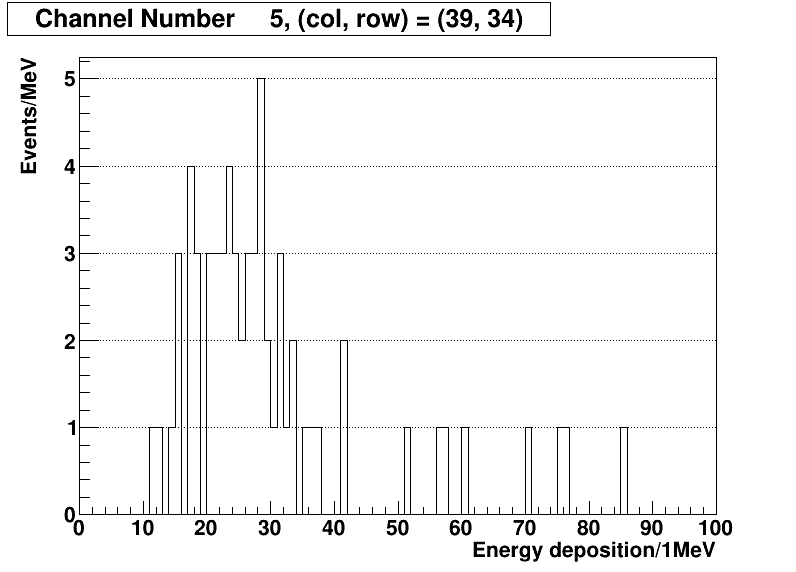 Channel Number 5, (col, row) = (39, 34)
Events/MeV
5
4
3
2
1
0
0 10 20 30 40 50 60 70 80 90 100
Energy deposition/1MeV